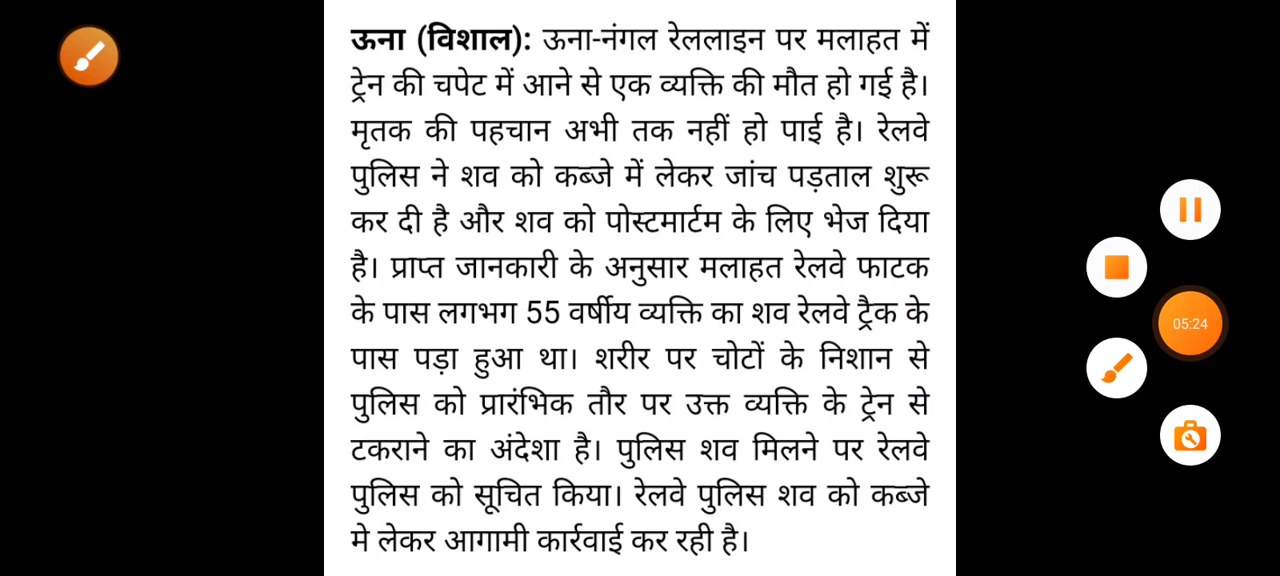 ऊना (विशाल): ऊना-नंगल रेललाइन पर मलाहत में
ट्रेन की चपेट में आने से एक व्यक्ति की मौत हो गई है।
मृतक की पहचान अभी तक नहीं हो पाई है। रेलवे
पुलिस ने शव को कब्जे में लेकर जांच पड़ताल शुरू
कर दी है और शव को पोस्टमार्टम के लिए भेज दिया
है। प्राप्त जानकारी के अनुसार मलाहत रेलवे फाटक
के पास लगभग 55 वर्षीय व्यक्ति का शव रेलवे ट्रैक के
पास पड़ा हुआ था। शरीर पर चोटों के निशान से
पुलिस को प्रारंभिक तौर पर उक्त व्यक्ति के ट्रेन से
टकराने का अंदेशा है। पुलिस शव मिलने पर रेलवे
पुलिस को सूचित किया। रेलवे पुलिस शव को कब्जे
मे लेकर आगामी कार्रवाई कर रही है।
05:24